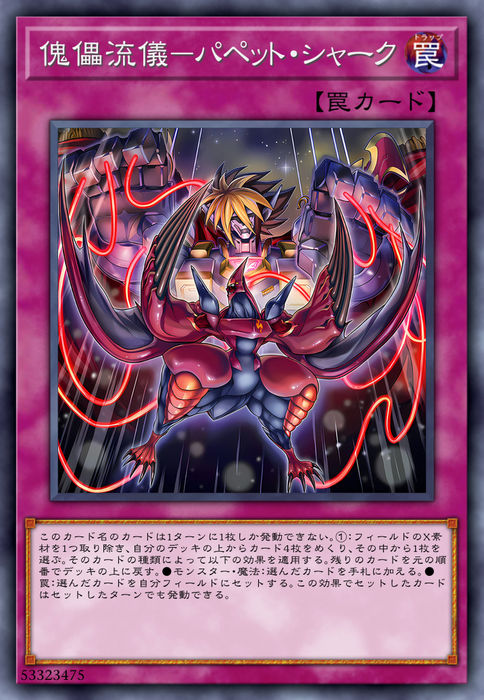 傀儡流儀－パペット・シャーク
トラップ
罠
【罠カード】
このカード名のカードは1ターンに1枚しか発動できない。①：フィールドのX素
材を1つ取り除き、自分のデッキの上からカード4枚をめくり、その中から1枚を
選ぶ。そのカードの種類によって以下の効果を適用する。残りのカードを元の順
番でデッキの上に戻す。●モンスター・魔法：選んだカードを手札に加える。●
罠：選んだカードを自分フィールドにセットする。この効果でセットしたカード
はセットしたターンでも発動できる。
53323475